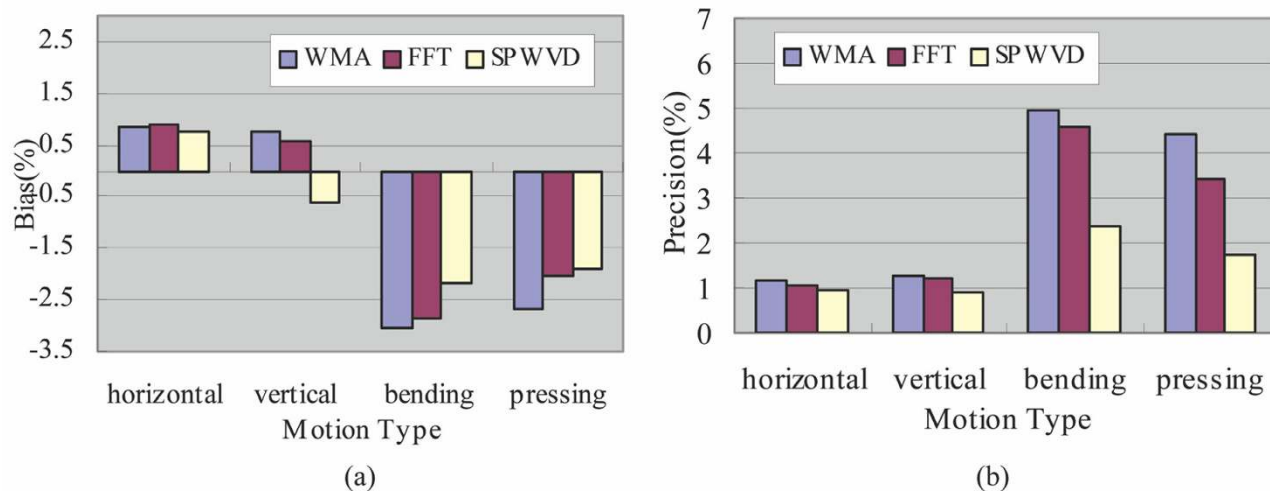 2.5
1.5
0.5
-0.5
-1.5
-2.5
-3.5
Bias(%)
WMA FFT SPWVD
horizontal vertical bending pressing
Motion Type
(a)
7
6
5
4
3
2
1
0
Precision(%)
WMA FFT SPWVD
horizontal vertical bending pressing
Motion Type
(b)